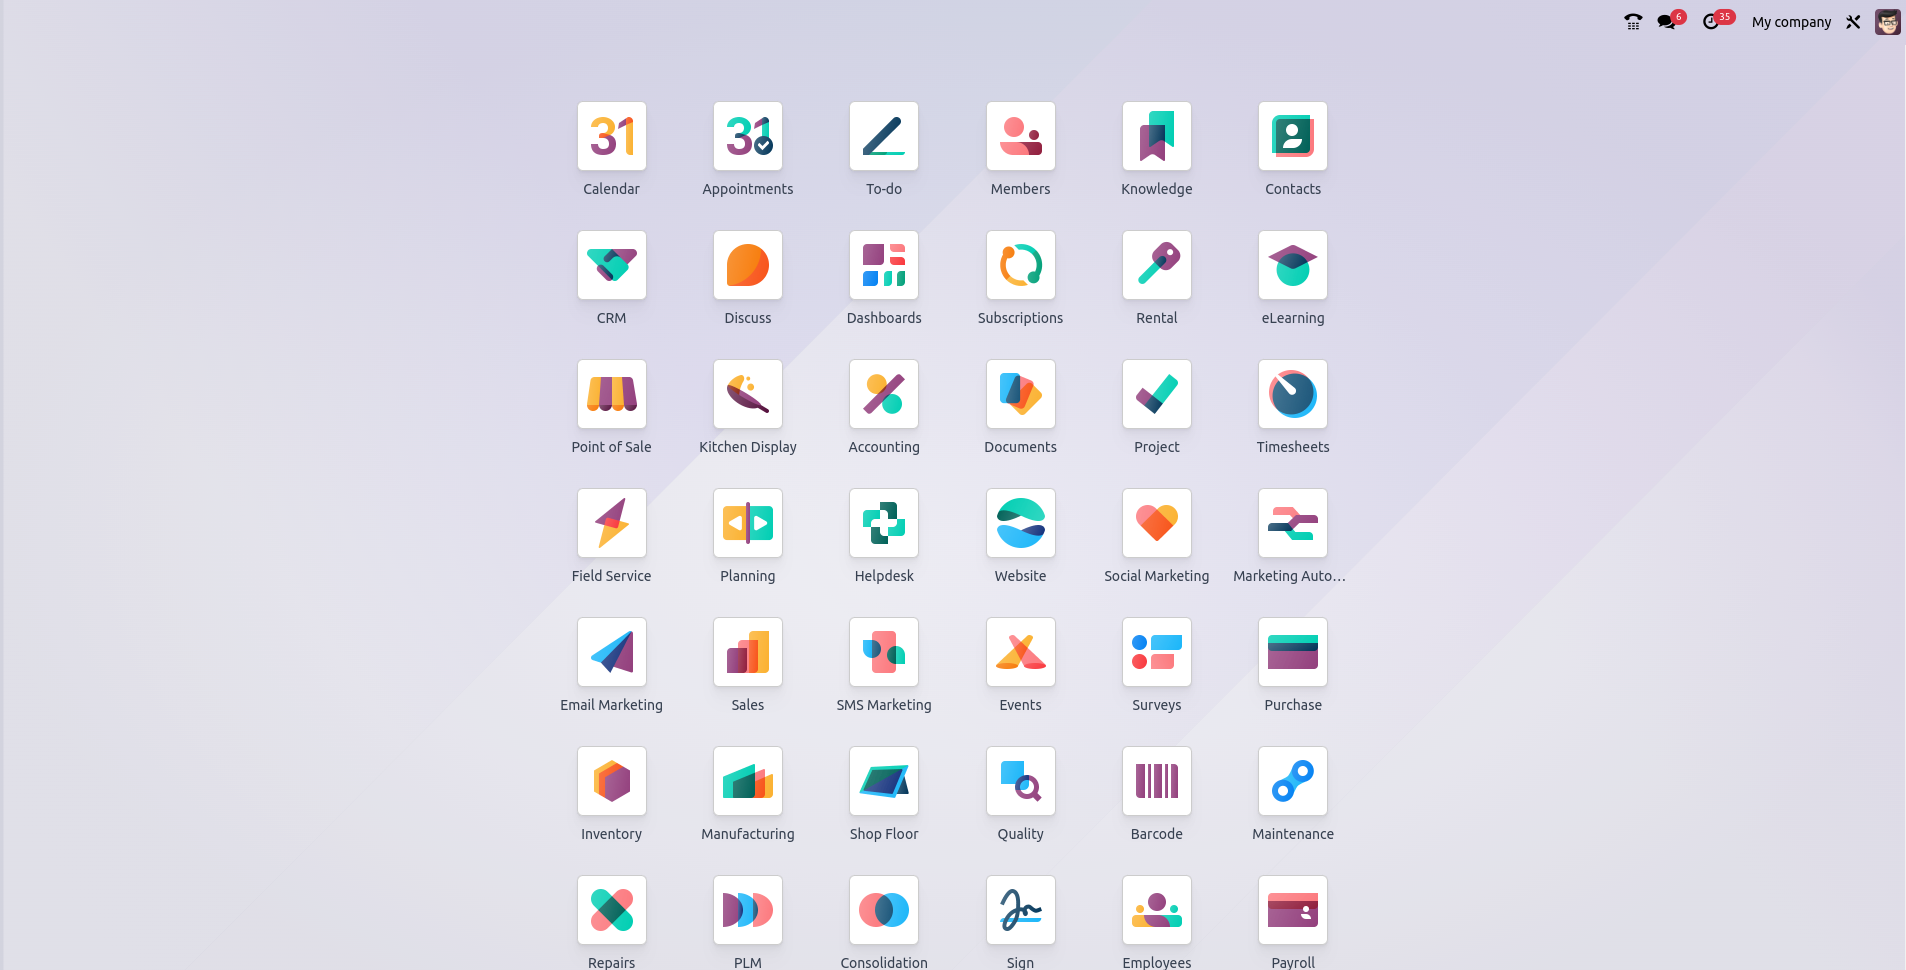 6
35
My company
31
31
Calendar
Appointments
To-do
Members
Knowledge
Contacts
CRM
Discuss
Dashboards
Subscriptions
Rental
eLearning
Point of Sale
Kitchen Display
Accounting
Documents
Project
Timesheets
Field Service
Planning
Helpdesk
Website
Social Marketing
Marketing Auto...
Email Marketing
Sales
SMS Marketing
Events
Surveys
Purchase
Inventory
Manufacturing
Shop Floor
Quality
Barcode
Maintenance
Repairs
PLM
Consolidation
Sign
Employees
Payroll